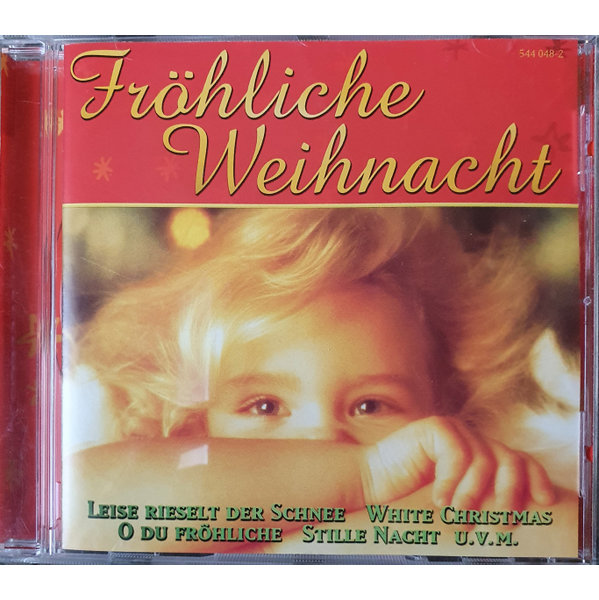 544 048-2
Fröhliche
Weihnacht
LEISE RIESELT DER SCHNEE WHITE CHRISTMAS
O DU FRÖHLICHE STILLE NACHT U.V.M.